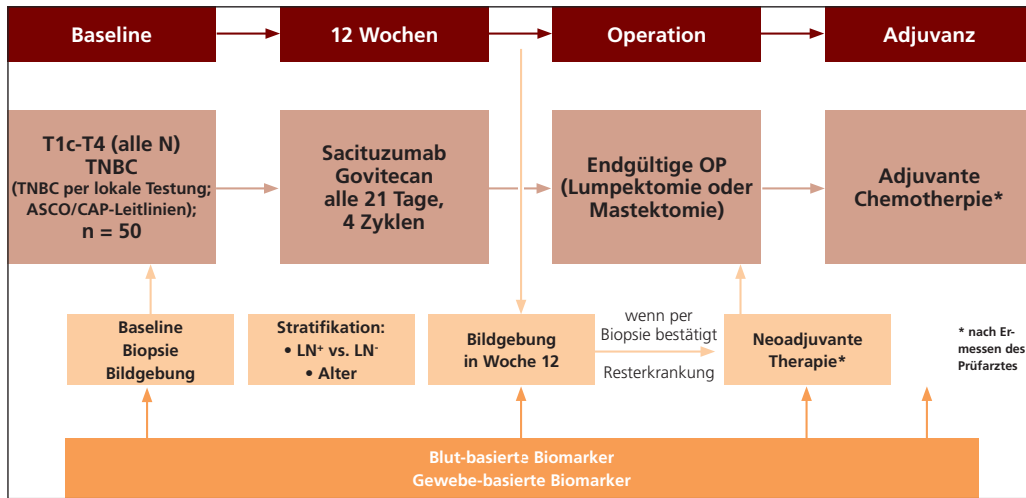 Baseline
12 Wochen
Operation
Adjuvanz
T1c-T4 (alle N)
TNBC
(TNBC per lokale Testung;
ASCO/CAP-Leitlinien);
n = 50
Sacituzumab
Govitecan
alle 21 Tage,
4 Zyklen
Endgültige OP
(Lumpektomie oder
Mastektomie)
Adjuvante
Chemotherpie*
Baseline
Biopsie
Bildgebung
Stratifikation:
• LN⁺ vs. LN⁻
• Alter
Bildgebung
in Woche 12
wenn per
Biopsie bestätigt
Resterkrankung
Neoadjuvante
Therapie*
* nach Er-
messen des
Prüfarztes
Blut-basierte Biomarker
Gewebe-basierte Biomarker